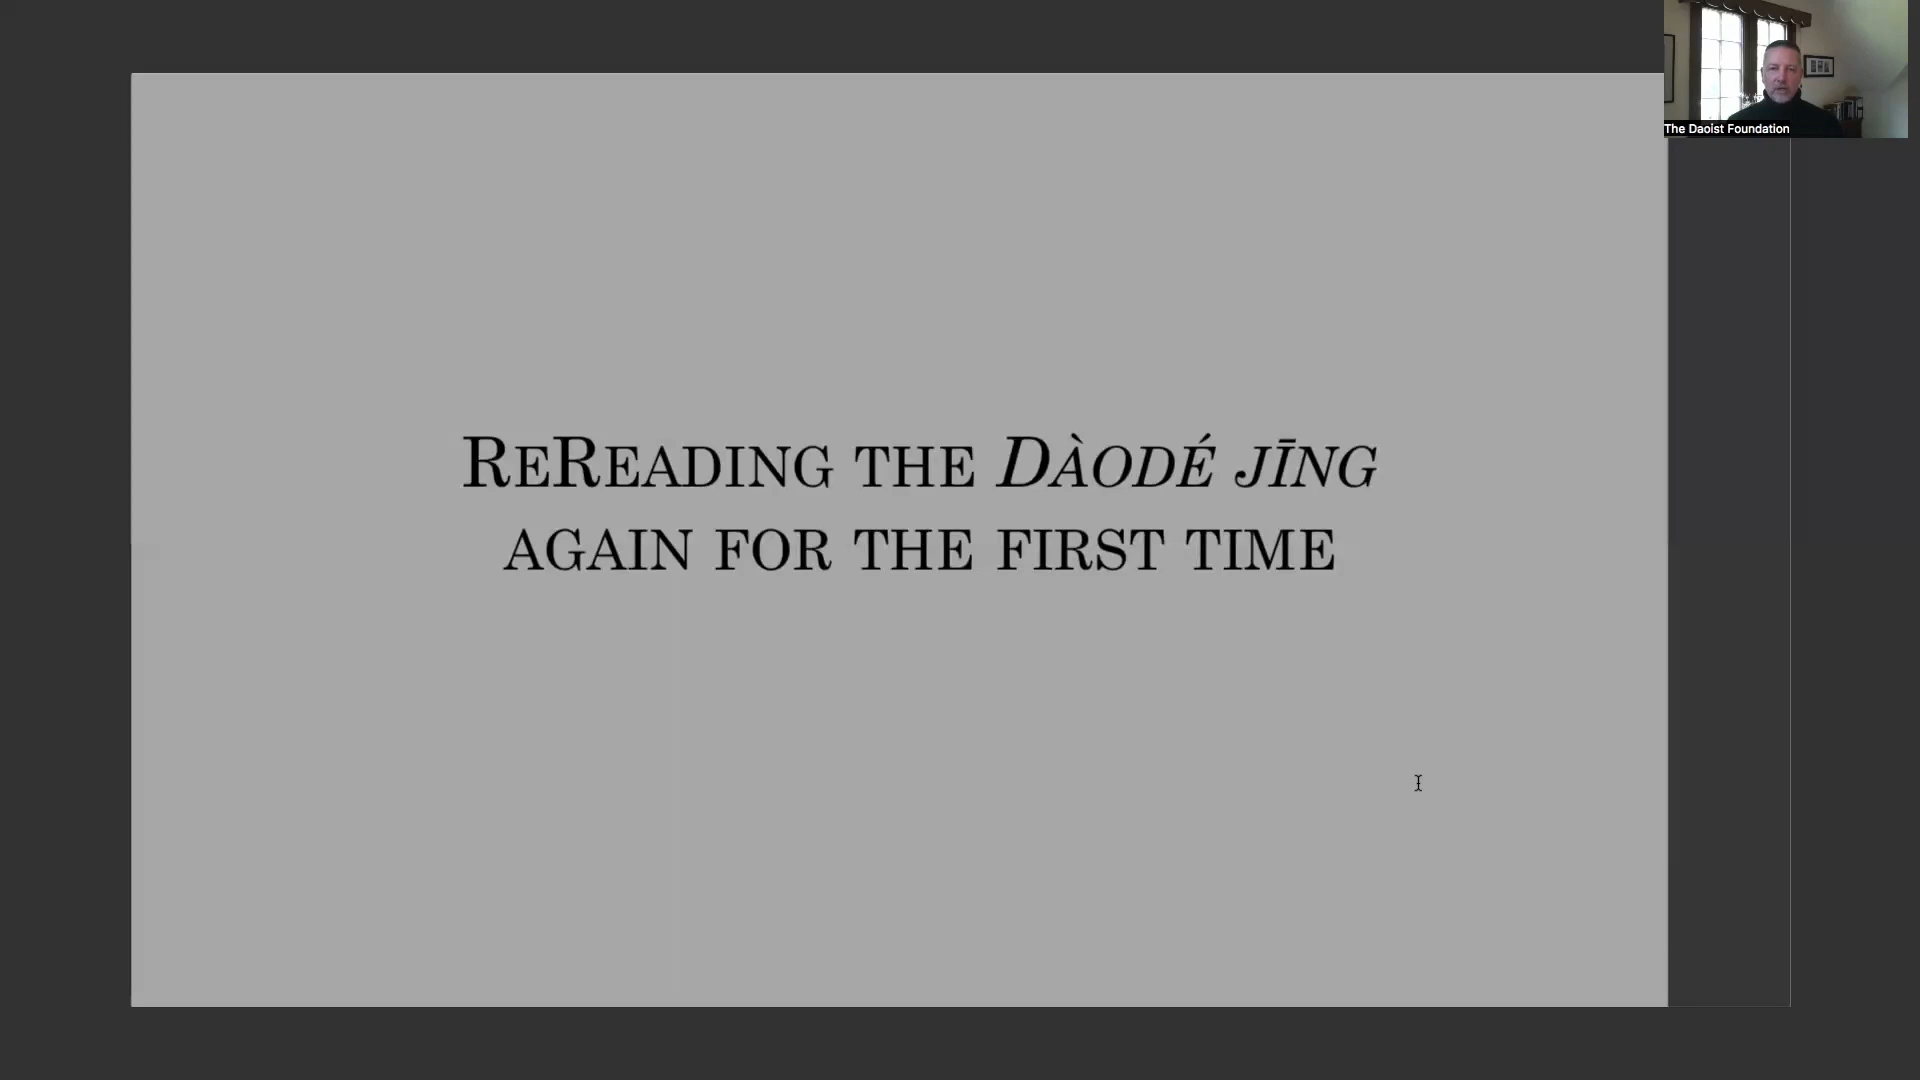 The Daoist Foundation
REREADING THE DÀODÉ JĪNG
AGAIN FOR THE FIRST TIME